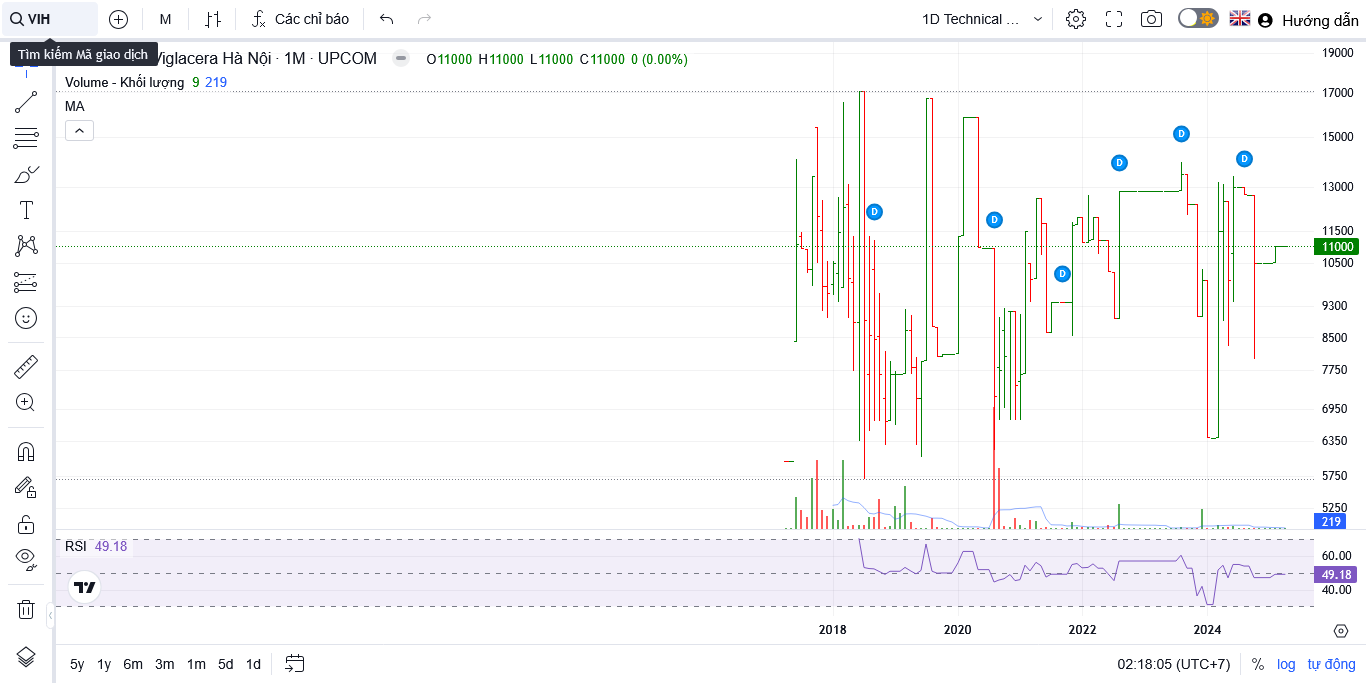 VIH
M
Các chỉ báo
1D Technical ...
Hướng dẫn
Tìm kiếm Mã giao dịch
Viglacera Hà Nội · 1M · UPCOM
O11000 H11000 L11000 C11000 0 (0.00%)
Volume - Khối lượng 9 219
MA
19000
17000
15000
13000
11500
11000
10500
9300
8500
7750
6950
6350
5750
5250
219
D
D
D
D
D
D
RSI 49.18
60.00
49.18
40.00
2018
2020
2022
2024
5y 1y 6m 3m 1m 5d 1d
02:18:05 (UTC+7)
% log tự động